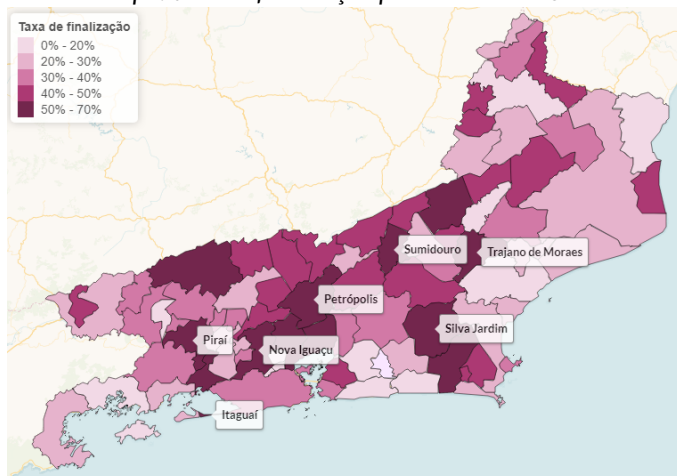 Taxa de finalização
0% - 20%
20% - 30%
30% - 40%
40% - 50%
50% - 70%
Sumidouro
Trajano de Moraes
Petrópolis
Silva Jardim
Piraí
Nova Iguaçu
Itaguaí